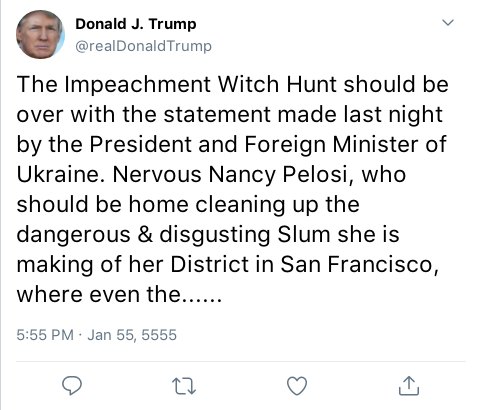 Donald J. Trump
@realDonaldTrump
The Impeachment Witch Hunt should be
over with the statement made last night
by the President and Foreign Minister of
Ukraine. Nervous Nancy Pelosi, who
should be home cleaning up the
dangerous & disgusting Slum she is
making of her District in San Francisco,
where even the......
5:55 PM · Jan 55, 5555